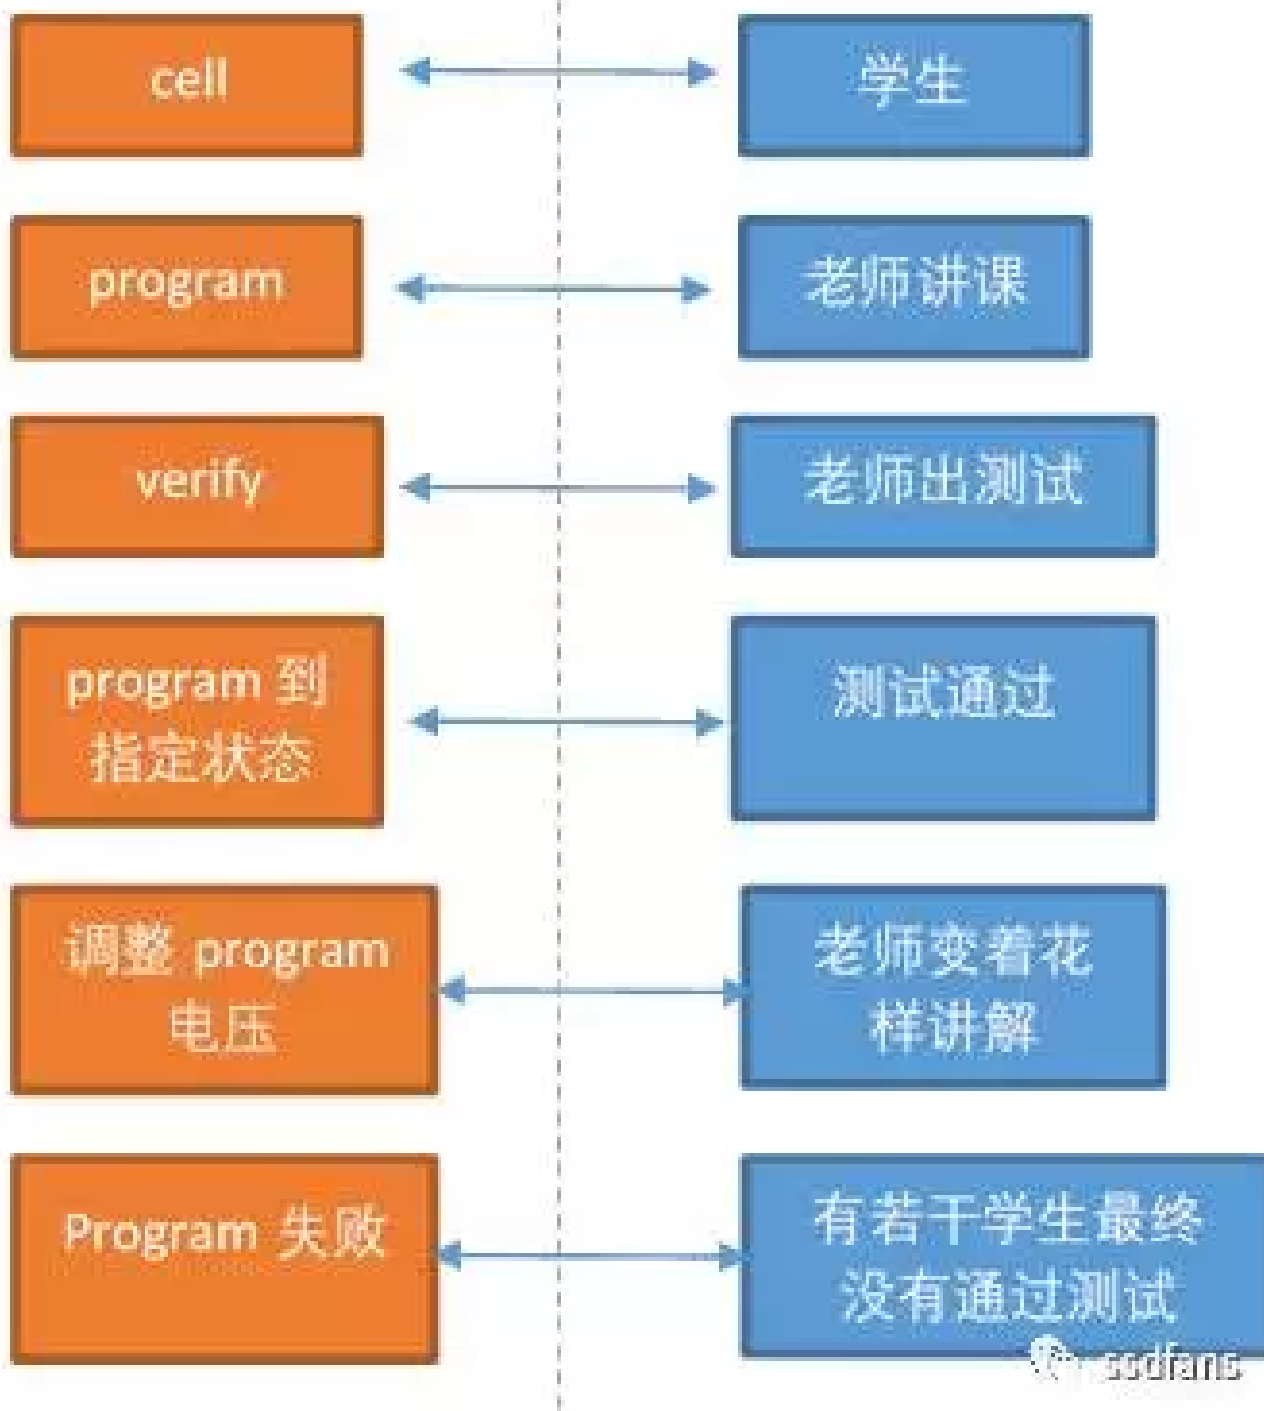 cell
学生
program
老师讲课
verify
老师出测试
program 到
指定状态
测试通过
调整 program
电压
老师变着花
样讲解
Program 失败
有若干学生最终
没有通过测试
ssdfans